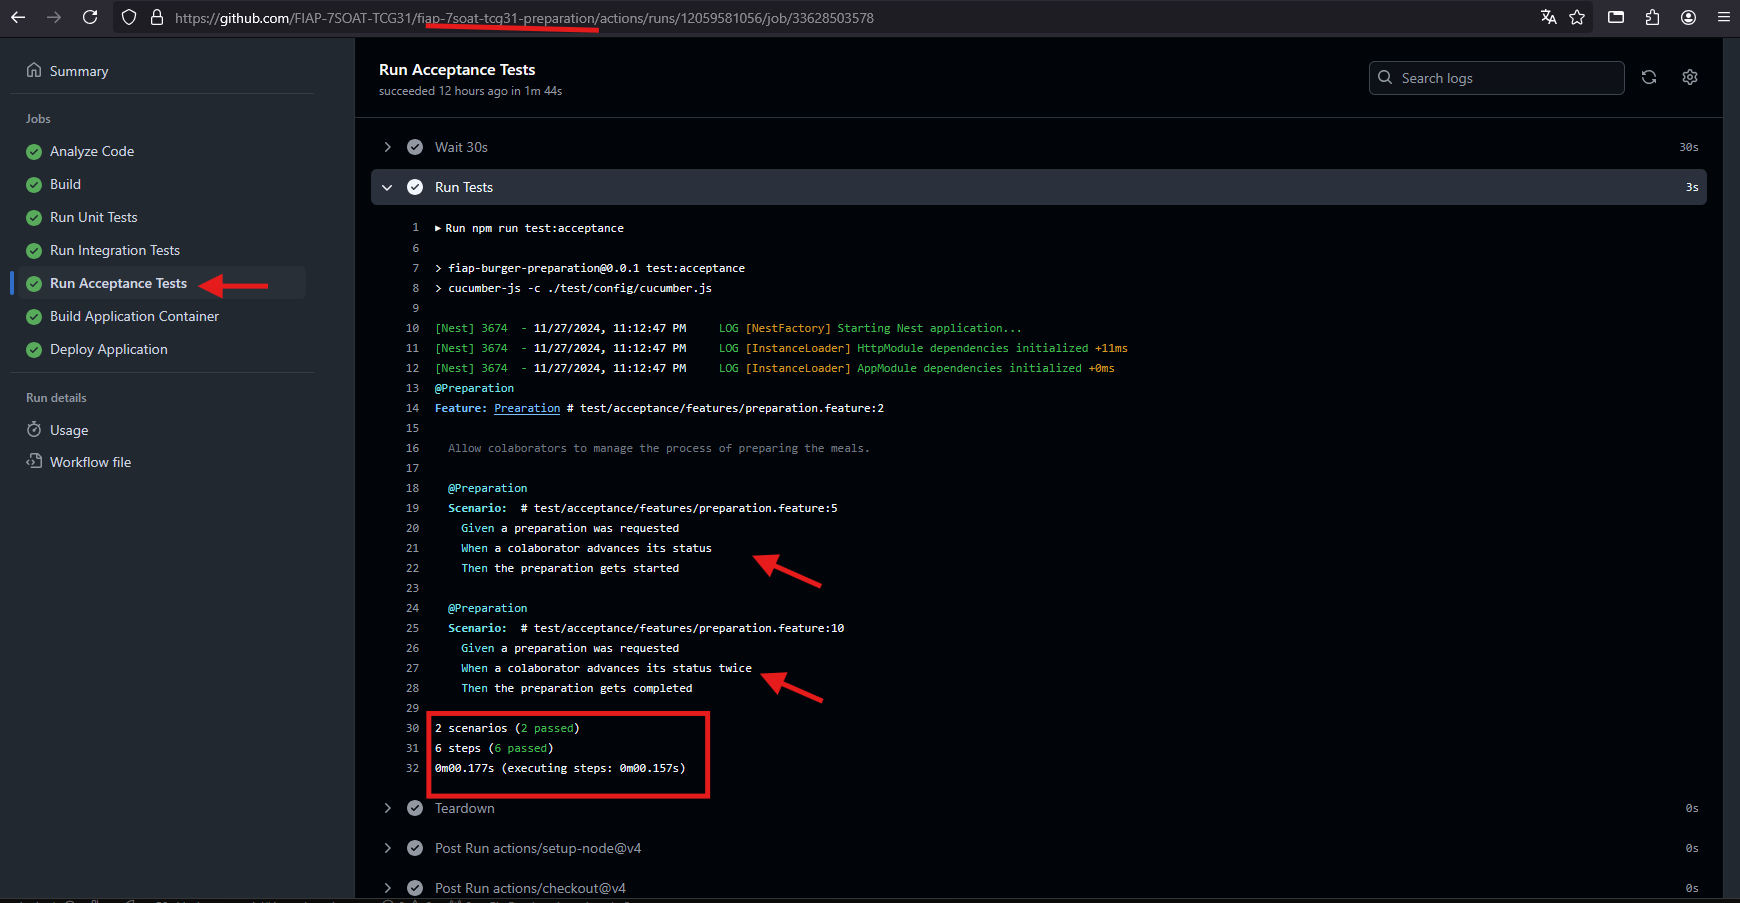 https://github.com/FIAP-7SOAT-TCG31/fiap-7soat-tcg31-preparation/actions/runs/12059581056/job/33628503578
Summary
Jobs
Analyze Code
Build
Run Unit Tests
Run Integration Tests
Run Acceptance Tests
Build Application Container
Deploy Application
Run details
Usage
Workflow file
Run Acceptance Tests
succeeded 12 hours ago in 1m 44s
Search logs
Wait 30s 30s
Run Tests 3s
1 Run npm run test:acceptance
6
7 > fiap-burger-preparation@0.0.1 test:acceptance
8 > cucumber-js -c ./test/config/cucumber.js
9
10 [Nest] 3674 - 11/27/2024, 11:12:47 PM LOG [NestFactory] Starting Nest application...
11 [Nest] 3674 - 11/27/2024, 11:12:47 PM LOG [InstanceLoader] HttpModule dependencies initialized +11ms
12 [Nest] 3674 - 11/27/2024, 11:12:47 PM LOG [InstanceLoader] AppModule dependencies initialized +0ms
13 @Preparation
14 Feature: Prearation # test/acceptance/features/preparation.feature:2
15
16 Allow colaborators to manage the process of preparing the meals.
17
18 @Preparation
19 Scenario: # test/acceptance/features/preparation.feature:5
20 Given a preparation was requested
21 When a colaborator advances its status
22 Then the preparation gets started
23
24 @Preparation
25 Scenario: # test/acceptance/features/preparation.feature:10
26 Given a preparation was requested
27 When a colaborator advances its status twice
28 Then the preparation gets completed
29
30 2 scenarios (2 passed)
31 6 steps (6 passed)
32 0m00.177s (executing steps: 0m00.157s)
Teardown 0s
Post Run actions/setup-node@v4 0s
Post Run actions/checkout@v4 0s